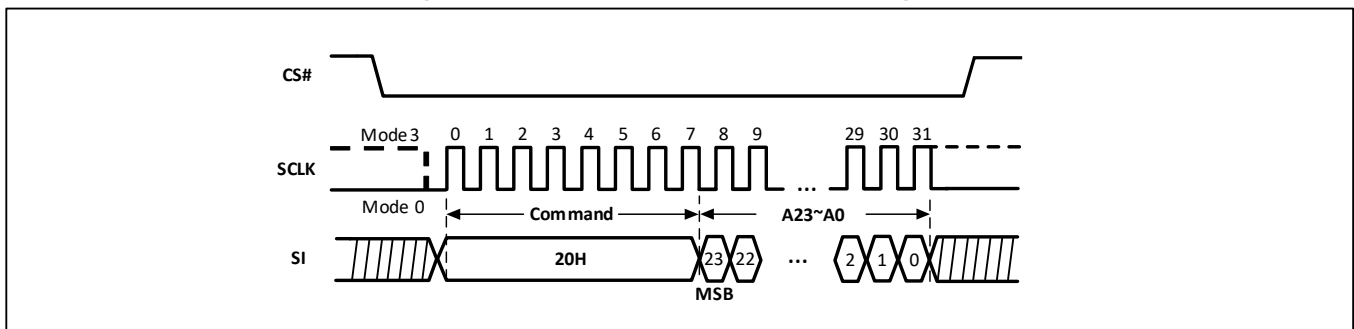 CS#
Mode 3 0 1 2 3 4 5 6 7 8 9 29 30 31
SCLK
...
Mode 0
Command A23~A0
SI 20H 23 22 ... 2 1 0
MSB